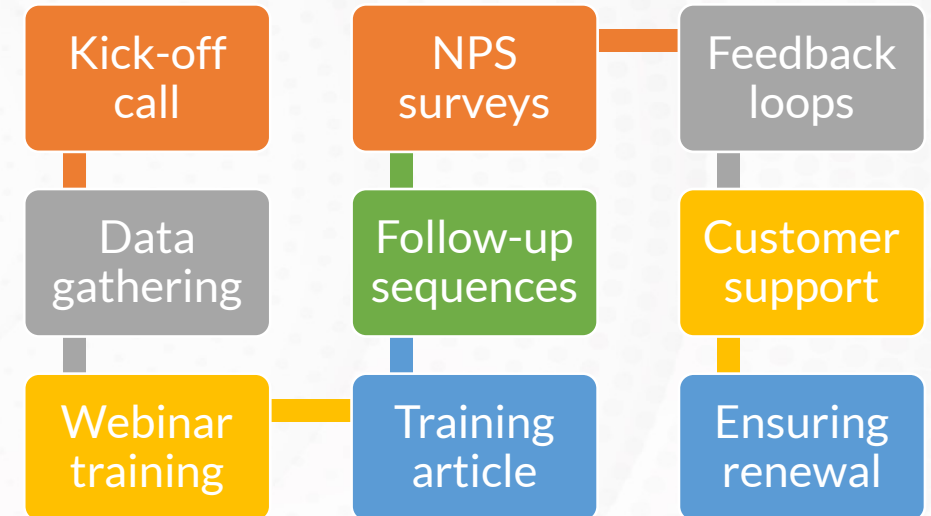 Kick-off
call
Data
gathering
Webinar
training
Training
article
Follow-up
sequences
NPS
surveys
Feedback
loops
Customer
support
Ensuring
renewal